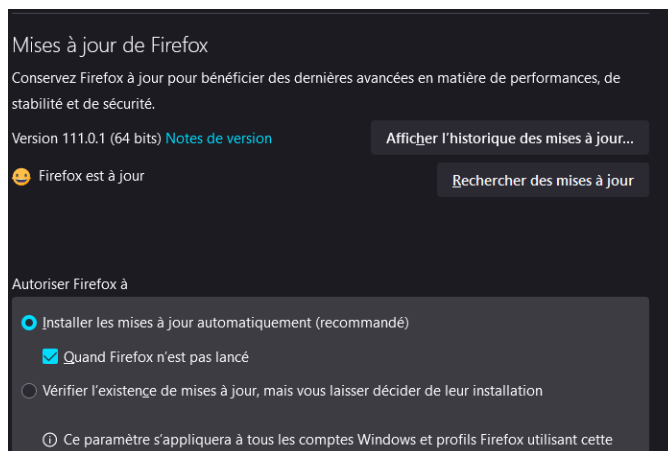 Mises à jour de Firefox
Conservez Firefox à jour pour bénéficier des dernières avancées en matière de performances, de
stabilité et de sécurité.
Version 111.0.1 (64 bits) Notes de version
Afficher l'historique des mises à jour...
Firefox est à jour
Rechercher des mises à jour
Autoriser Firefox à
Installer les mises à jour automatiquement (recommandé)
Quand Firefox n'est pas lancé
Vérifier l'existence de mises à jour, mais vous laisser décider de leur installation
Ce paramètre s'appliquera à tous les comptes Windows et profils Firefox utilisant cette